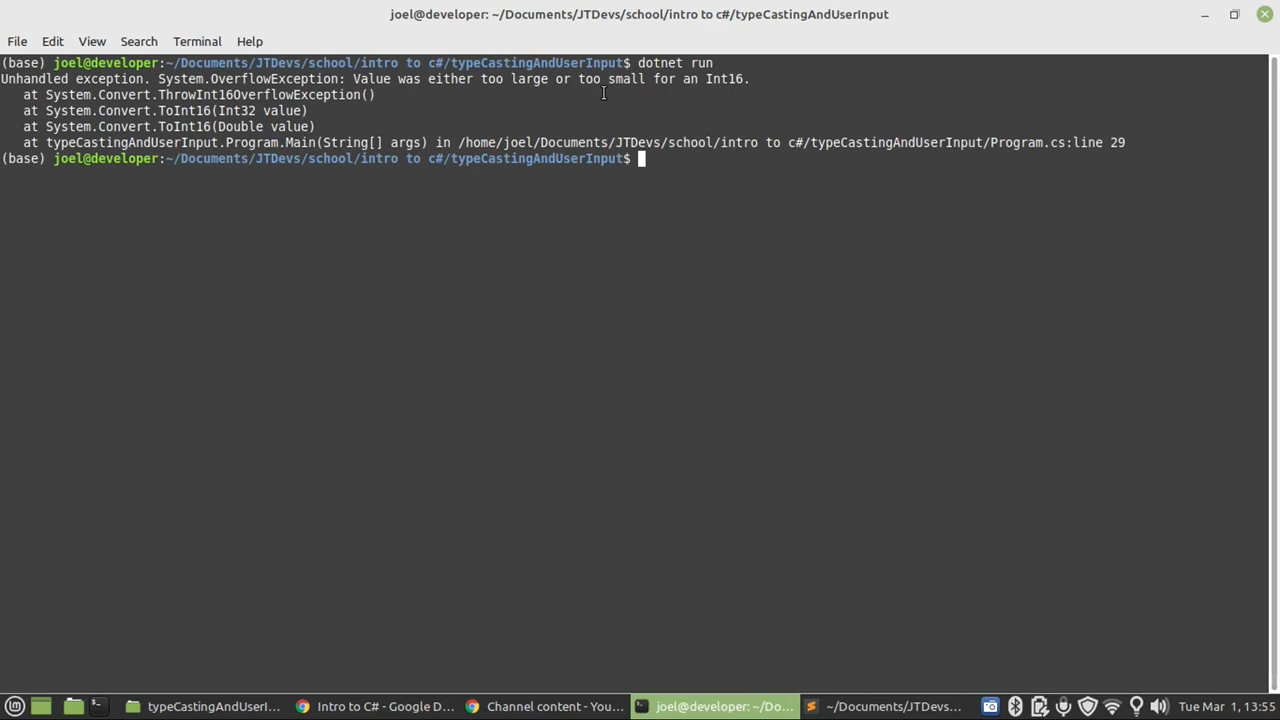 joel@developer: ~/Documents/JTDevs/school/intro to c#/typeCastingAndUserInput
File Edit View Search Terminal Help
(base) joel@developer:~/Documents/JTDevs/school/intro to c#/typeCastingAndUserInput$ dotnet run
Unhandled exception. System.OverflowException: Value was either too large or too small for an Int16.
   at System.Convert.ThrowInt16OverflowException()
   at System.Convert.ToInt16(Int32 value)
   at System.Convert.ToInt16(Double value)
   at typeCastingAndUserInput.Program.Main(String[] args) in /home/joel/Documents/JTDevs/school/intro to c#/typeCastingAndUserInput/Program.cs:line 29
(base) joel@developer:~/Documents/JTDevs/school/intro to c#/typeCastingAndUserInput$
typeCastingAndUserI... Intro to C# - Google D... Channel content - You... joel@developer: ~/Do... ~/Documents/JTDevs... Tue Mar 1, 13:55